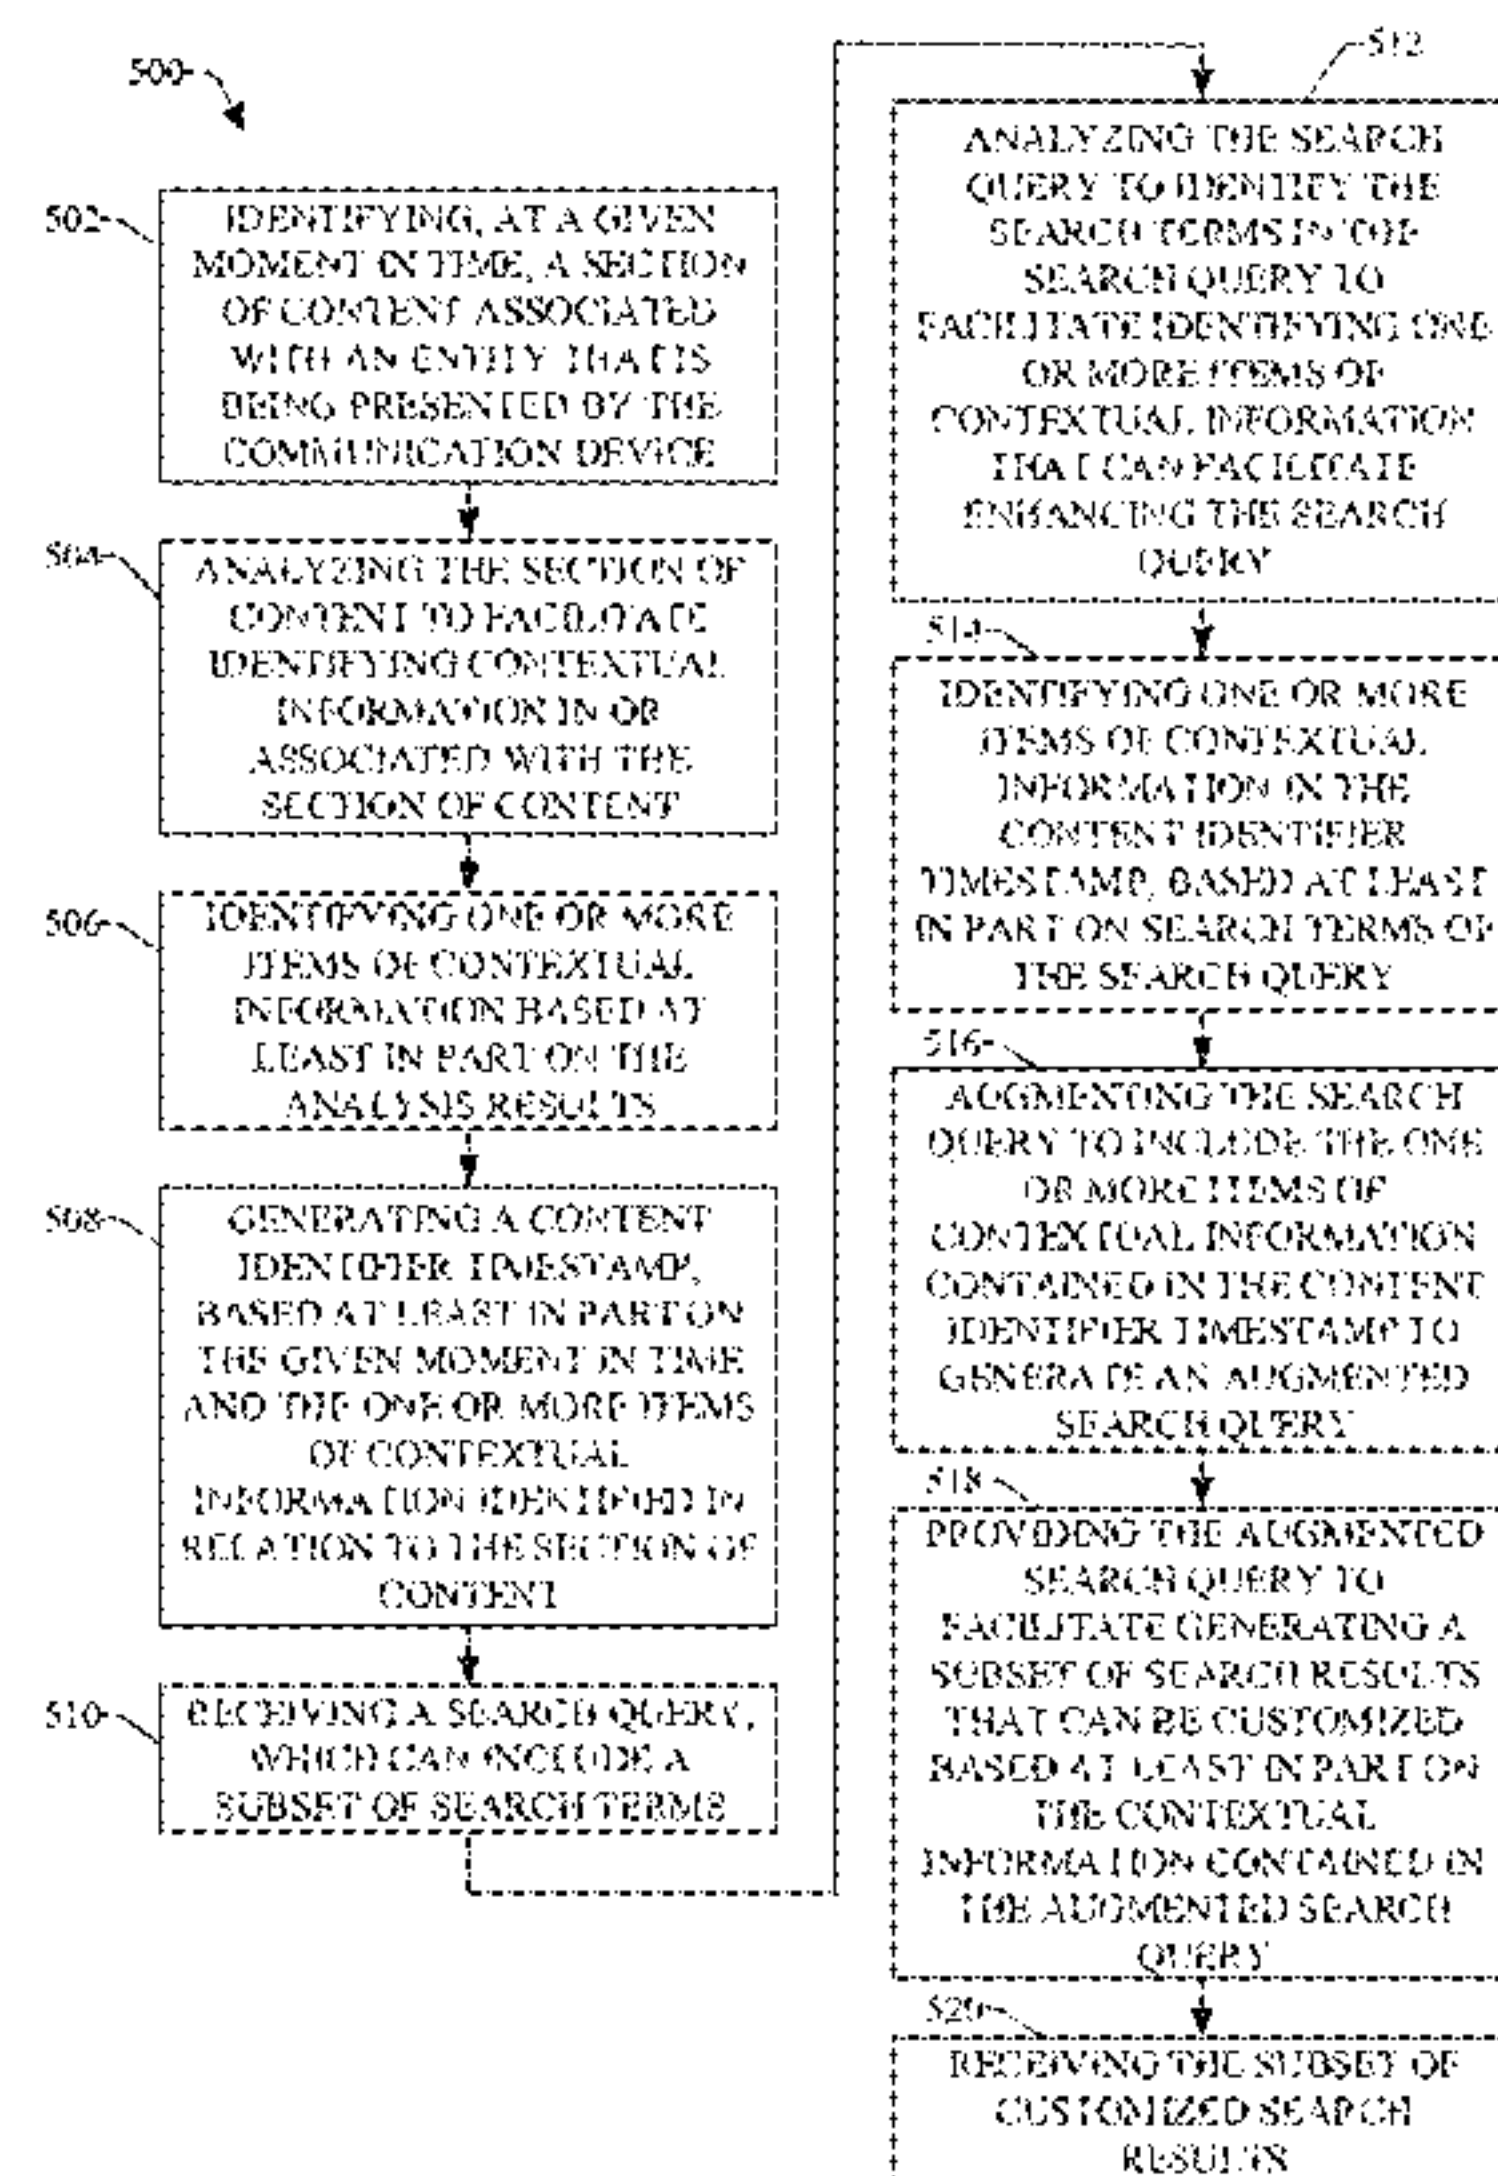 500
502
IDENTIFYING, AT A GIVEN
MOMENT IN TIME, A SECTION
OF CONTENT ASSOCIATED
WITH AN ENTITY THAT IS
BEING PRESENTED BY THE
COMMUNICATION DEVICE
504
ANALYZING THE SECTION OF
CONTENT TO FACILITATE
IDENTIFYING CONTEXTUAL
INFORMATION IN OR
ASSOCIATED WITH THE
SECTION OF CONTENT
506
IDENTIFYING ONE OR MORE
ITEMS OF CONTEXTUAL
INFORMATION BASED AT
LEAST IN PART ON THE
ANALYSIS RESULTS
508
GENERATING A CONTENT
IDENTIFIER TIMESTAMP,
BASED AT LEAST IN PART ON
THE GIVEN MOMENT IN TIME
AND THE ONE OR MORE ITEMS
OF CONTEXTUAL
INFORMATION IDENTIFIED IN
RELATION TO THE SECTION OF
CONTENT
510
RECEIVING A SEARCH QUERY,
WHICH CAN INCLUDE A
SUBSET OF SEARCH TERMS
512
ANALYZING THE SEARCH
QUERY TO IDENTIFY THE
SEARCH TERMS IN THE
SEARCH QUERY TO
FACILITATE IDENTIFYING ONE
OR MORE ITEMS OF
CONTEXTUAL INFORMATION
THAT CAN FACILITATE
ENHANCING THE SEARCH
QUERY
514
IDENTIFYING ONE OR MORE
ITEMS OF CONTEXTUAL
INFORMATION IN THE
CONTENT IDENTIFIER
TIMESTAMP, BASED AT LEAST
IN PART ON SEARCH TERMS OF
THE SEARCH QUERY
516
AUGMENTING THE SEARCH
QUERY TO INCLUDE THE ONE
OR MORE ITEMS OF
CONTEXTUAL INFORMATION
CONTAINED IN THE CONTENT
IDENTIFIER TIMESTAMP TO
GENERATE AN AUGMENTED
SEARCH QUERY
518
PROVIDING THE AUGMENTED
SEARCH QUERY TO
FACILITATE GENERATING A
SUBSET OF SEARCH RESULTS
THAT CAN BE CUSTOMIZED
BASED AT LEAST IN PART ON
THE CONTEXTUAL
INFORMATION CONTAINED IN
THE AUGMENTED SEARCH
QUERY
520
RECEIVING THE SUBSET OF
CUSTOMIZED SEARCH
RESULTS